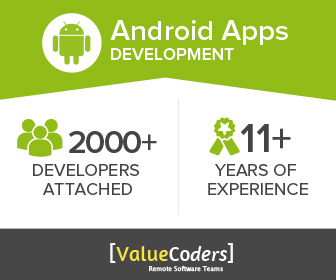 Android Apps
DEVELOPMENT
2000+
DEVELOPERS
ATTACHED
11+
YEARS OF
EXPERIENCE
[ValueCoders]
Remote Software Teams